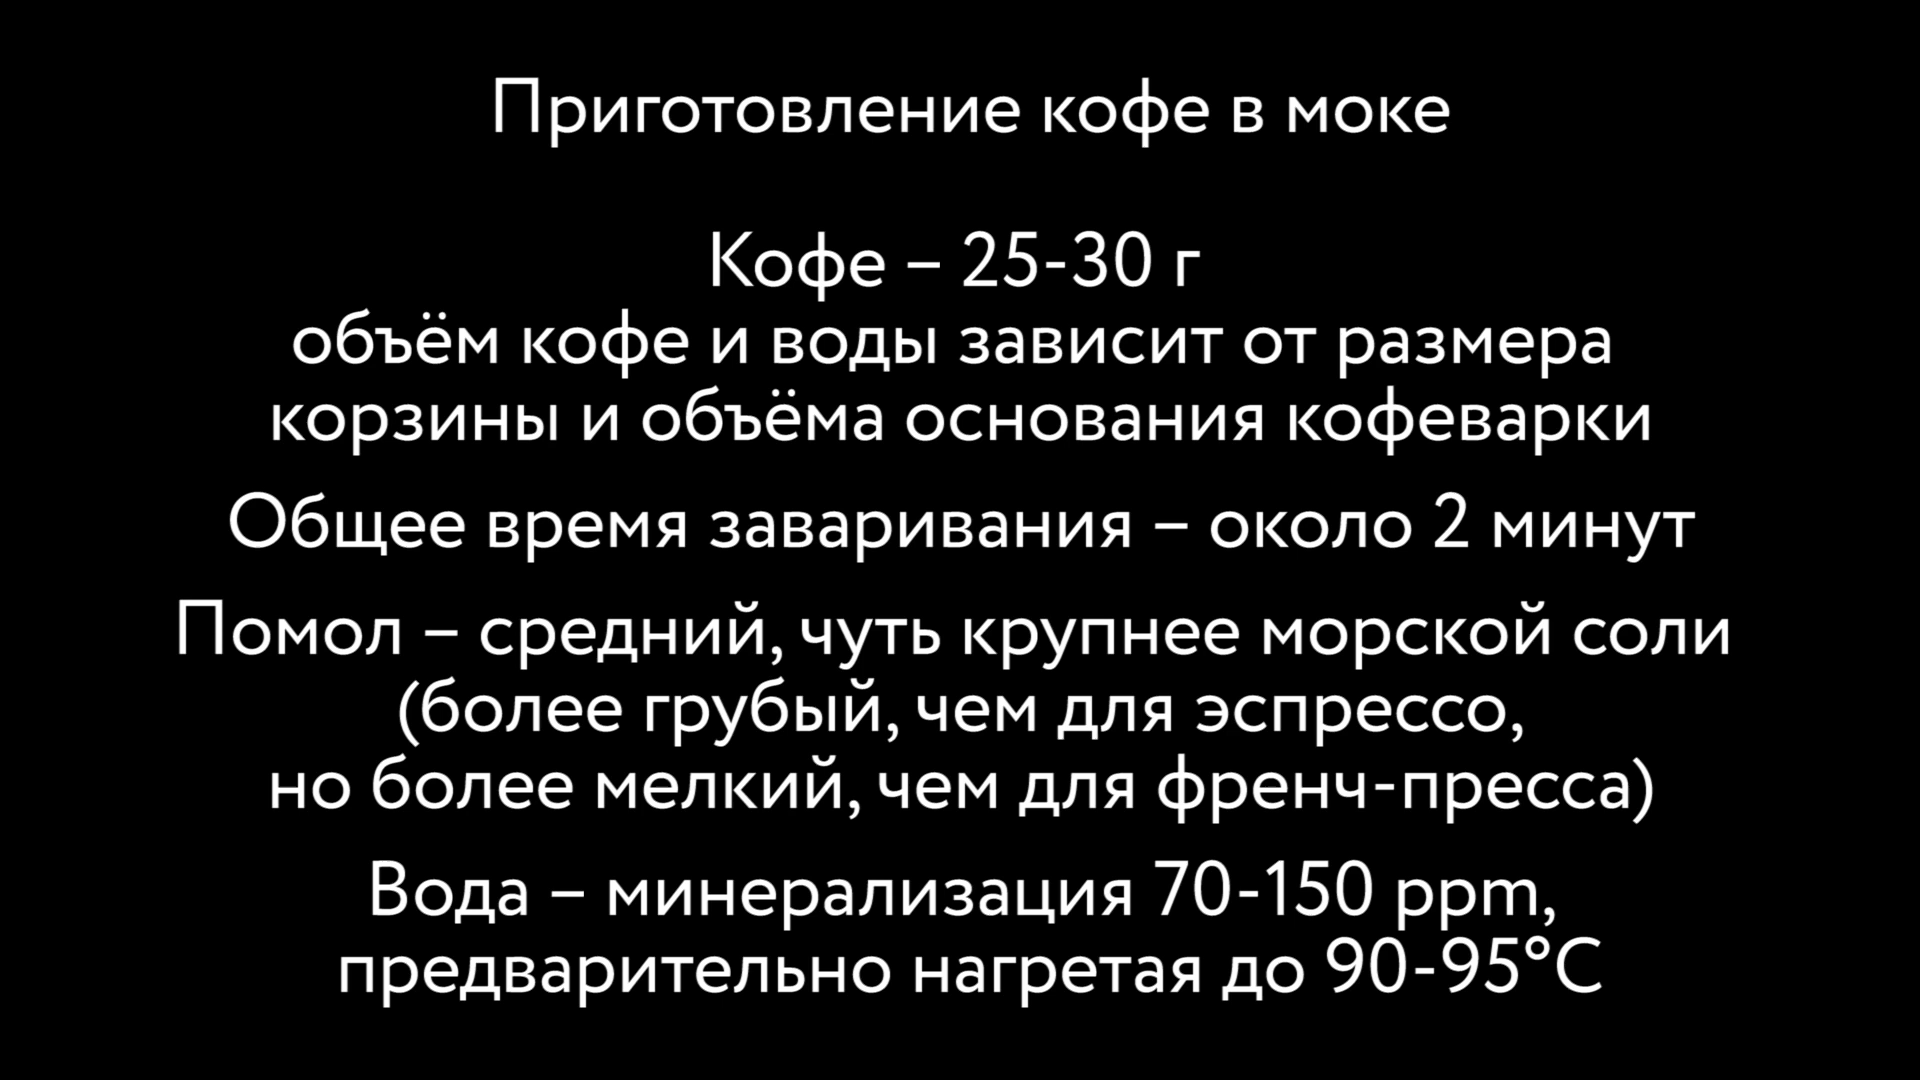 Приготовление кофе в моке
Кофе – 25-30 г
объём кофе и воды зависит от размера
корзины и объёма основания кофеварки
Общее время заваривания – около 2 минут
Помол – средний, чуть крупнее морской соли
(более грубый, чем для эспрессо,
но более мелкий, чем для френч-пресса)
Вода – минерализация 70-150 ppm,
предварительно нагретая до 90-95°C